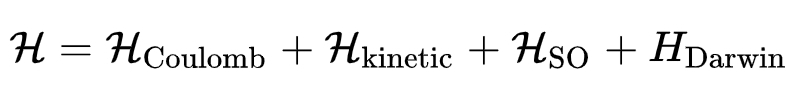 ℋ = ℋ_Coulomb + ℋ_kinetic + ℋ_SO + H_Darwin